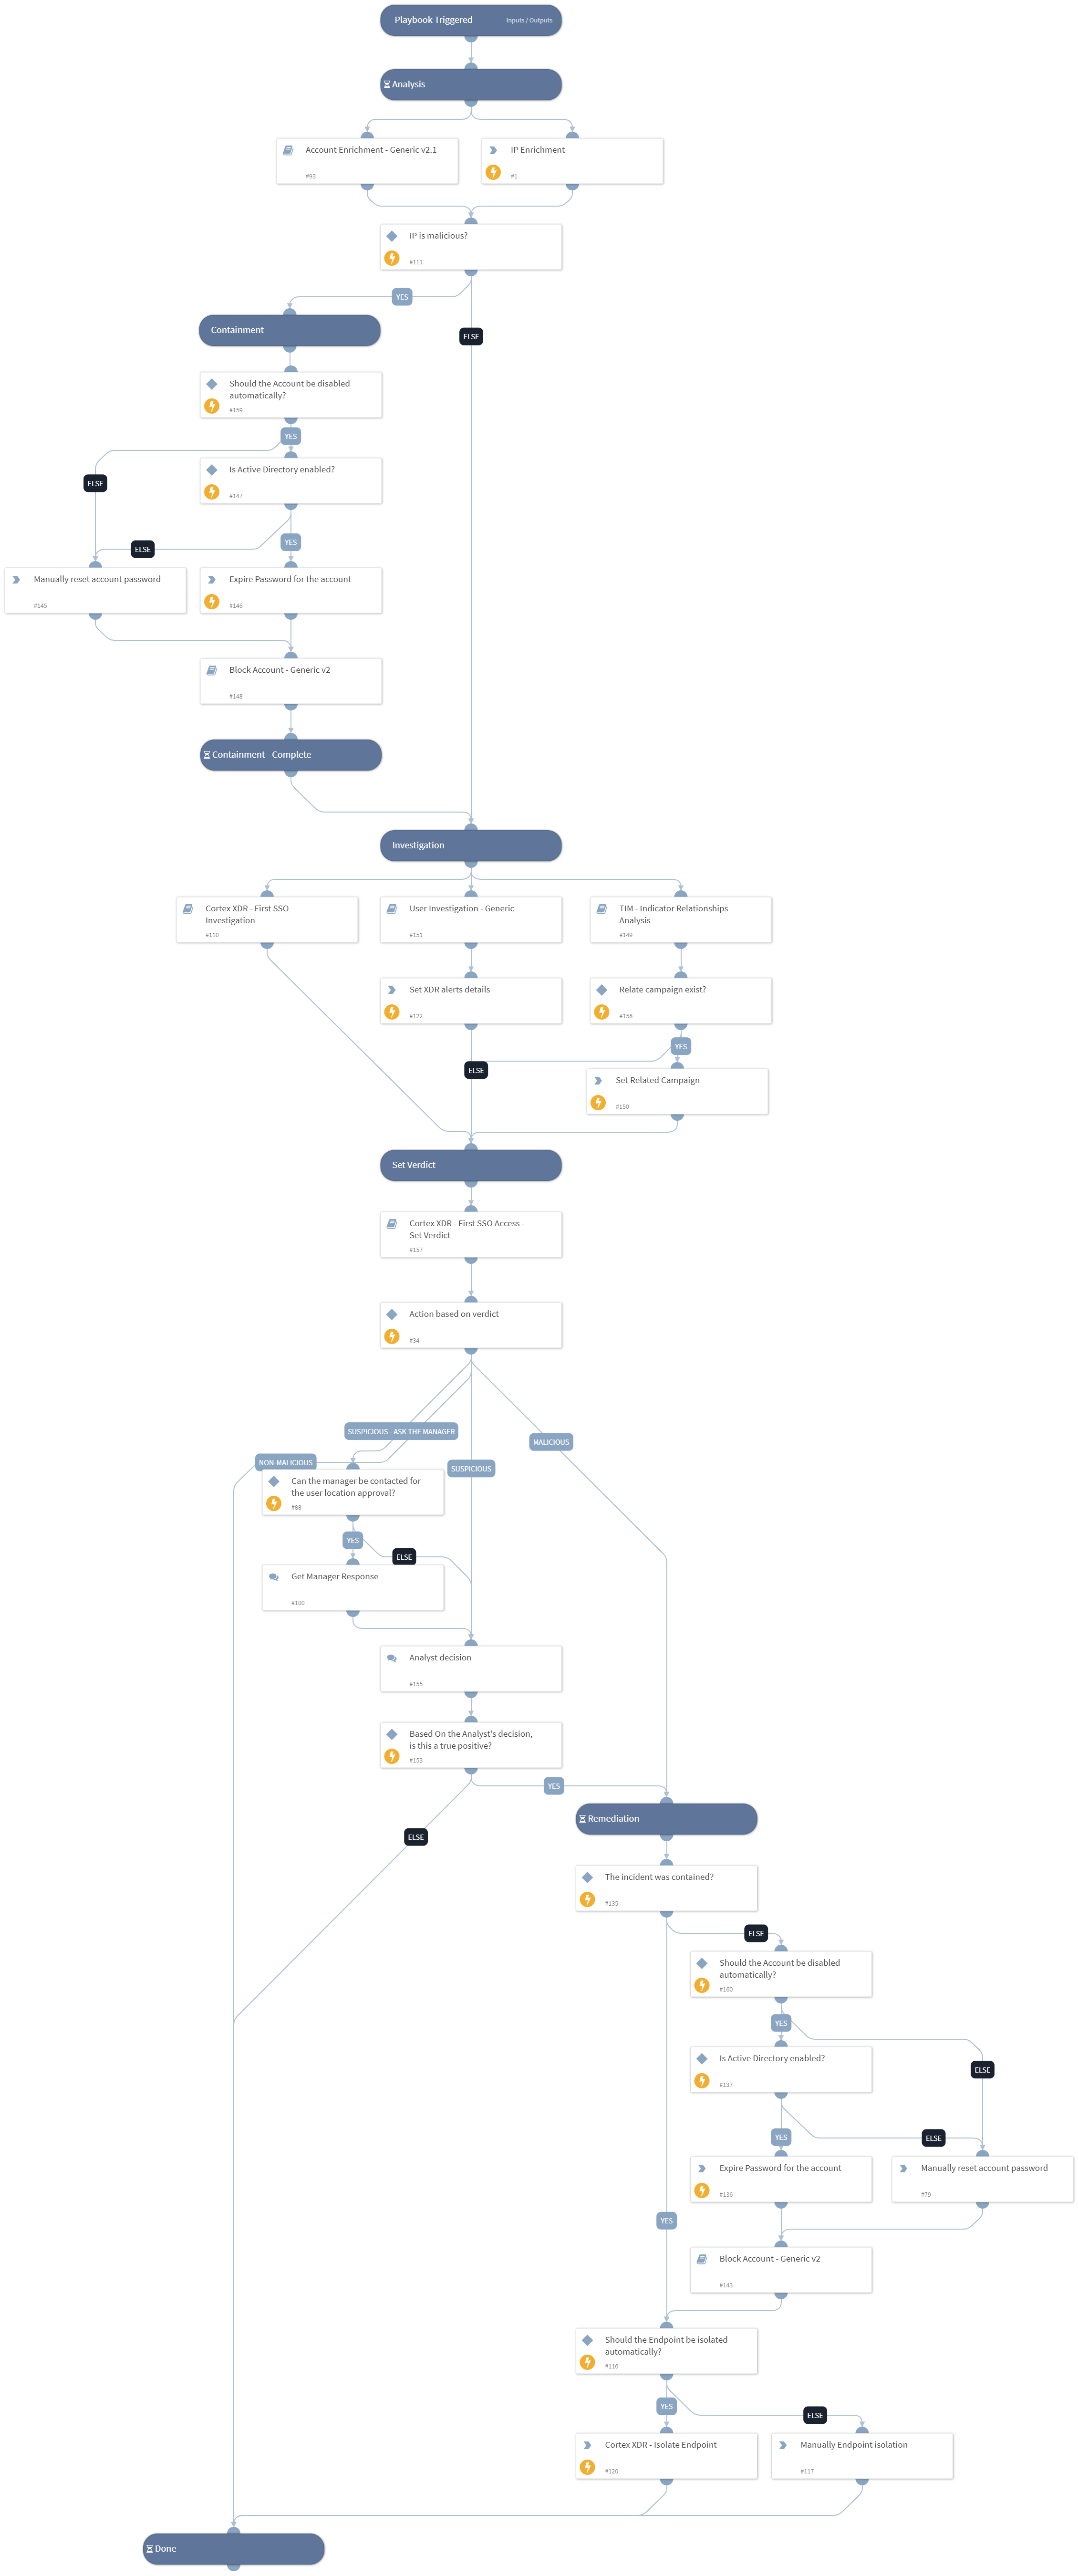 Playbook Triggered
Inputs / Outputs
Analysis
Account Enrichment - Generic v2.1
#93
IP Enrichment
#1
IP is malicious?
#111
YES
ELSE
Containment
Should the Account be disabled
automatically?
#159
YES
ELSE
Is Active Directory enabled?
#147
YES
ELSE
Manually reset account password
#145
Expire Password for the account
#146
Block Account - Generic v2
#148
Containment - Complete
Investigation
Cortex XDR - First SSO
Investigation
#110
User Investigation - Generic
#151
TIM - Indicator Relationships
Analysis
#149
Set XDR alerts details
#122
Relate campaign exist?
#158
YES
ELSE
Set Related Campaign
#150
Set Verdict
Cortex XDR - First SSO Access -
Set Verdict
#157
Action based on verdict
#34
SUSPICIOUS - ASK THE MANAGER
MALICIOUS
NON-MALICIOUS
SUSPICIOUS
Can the manager be contacted for
the user location approval?
#88
YES
ELSE
Get Manager Response
#100
Analyst decision
#155
Based On the Analyst's decision,
is this a true positive?
#153
YES
ELSE
Remediation
The incident was contained?
#135
ELSE
Should the Account be disabled
automatically?
#160
YES
Is Active Directory enabled?
#137
ELSE
YES
ELSE
Expire Password for the account
#136
Manually reset account password
#79
YES
Block Account - Generic v2
#143
Should the Endpoint be isolated
automatically?
#116
YES
ELSE
Cortex XDR - Isolate Endpoint
#120
Manually Endpoint isolation
#117
Done